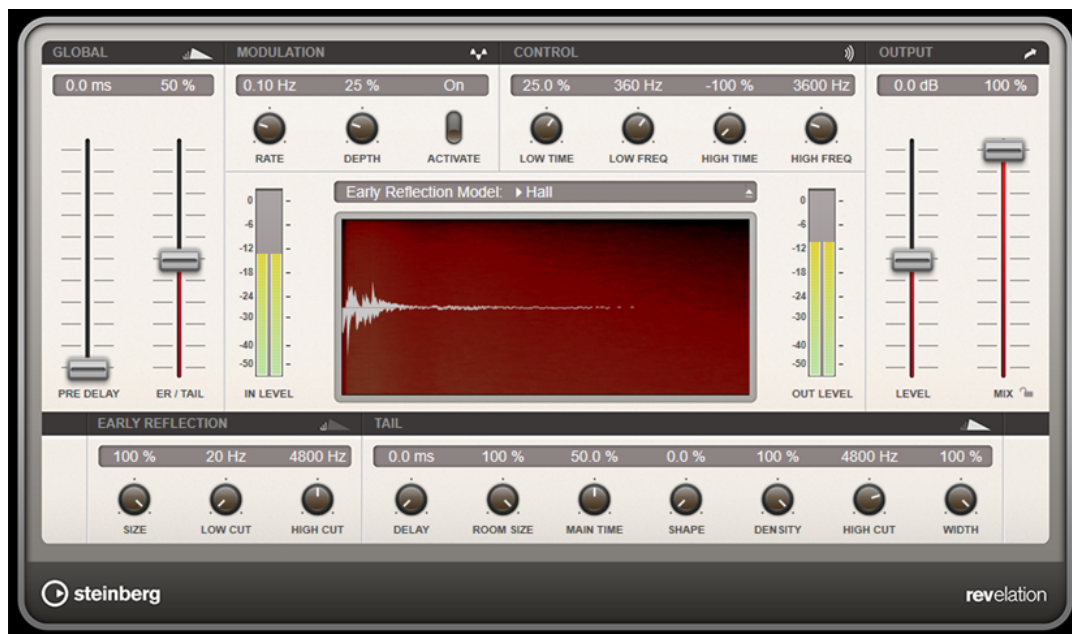 GLOBAL MODULATION CONTROL OUTPUT
0.0 ms 50 % 0.10 Hz 25 % On 25.0 % 360 Hz -100 % 3600 Hz 0.0 dB 100 %
RATE DEPTH ACTIVATE LOW TIME LOW FREQ HIGH TIME HIGH FREQ
Early Reflection Model: Hall
0 0
-6 -6
-12 -12
-18 -18
-24 -24
-30 -30
-40 -40
-50 -50
PRE DELAY ER / TAIL IN LEVEL OUT LEVEL LEVEL MIX
EARLY REFLECTION TAIL
100 % 20 Hz 4800 Hz 0.0 ms 100 % 50.0 % 0.0 % 100 % 4800 Hz 100 %
SIZE LOW CUT HIGH CUT DELAY ROOM SIZE MAIN TIME SHAPE DENSITY HIGH CUT WIDTH
steinberg revelation